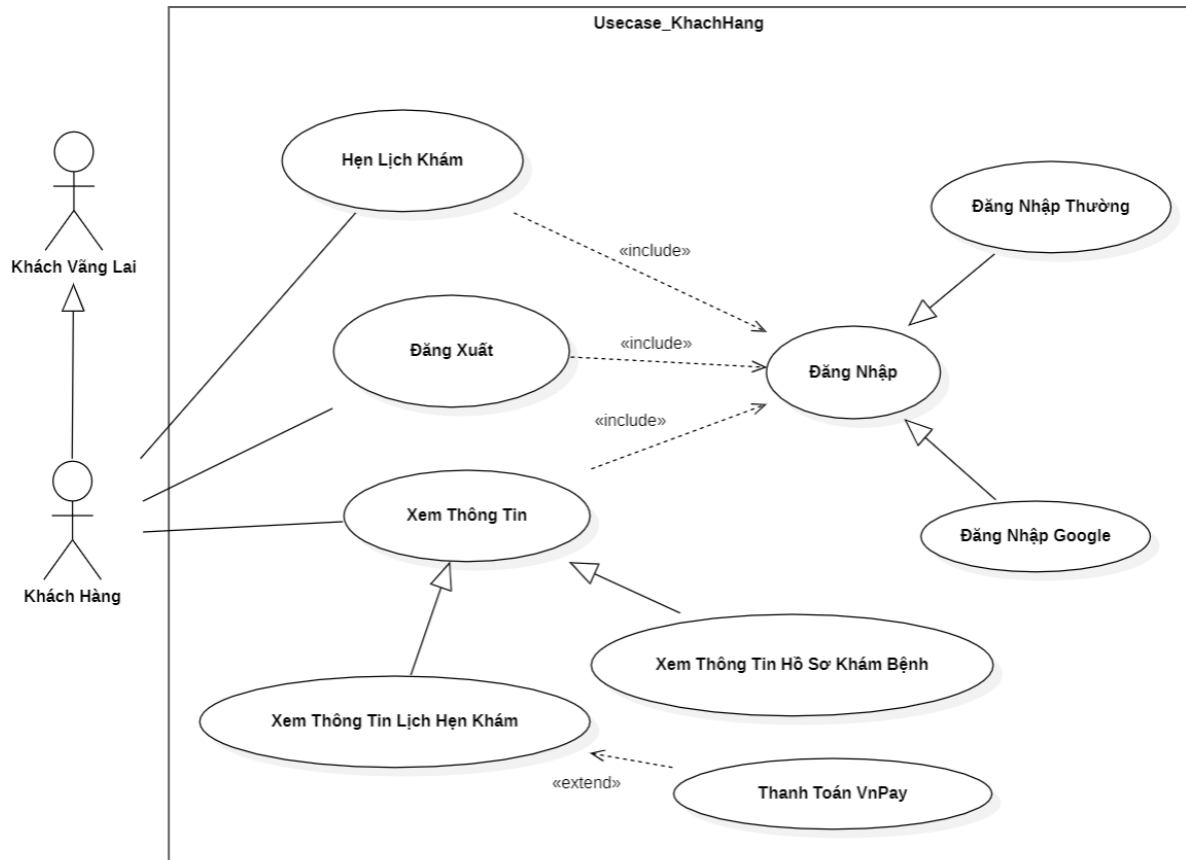 Usecase_KhachHang
Hẹn Lịch Khám
Đăng Nhập Thường
Khách Vãng Lai
«include»
Đăng Xuất
«include»
Đăng Nhập
«include»
Xem Thông Tin
Đăng Nhập Google
Khách Hàng
Xem Thông Tin Hồ Sơ Khám Bệnh
Xem Thông Tin Lịch Hẹn Khám
«extend»
Thanh Toán VnPay